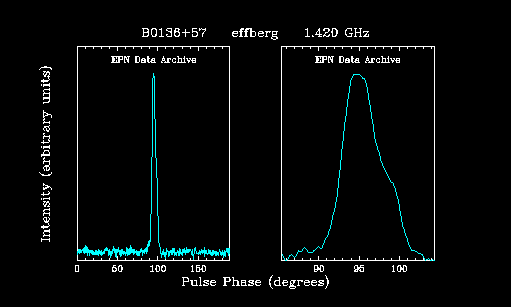 B0136+57 effberg 1.420 GHz
EPN Data Archive EPN Data Archive
Intensity (arbitrary units)
0 50 100 150 90 95 100
Pulse Phase (degrees)